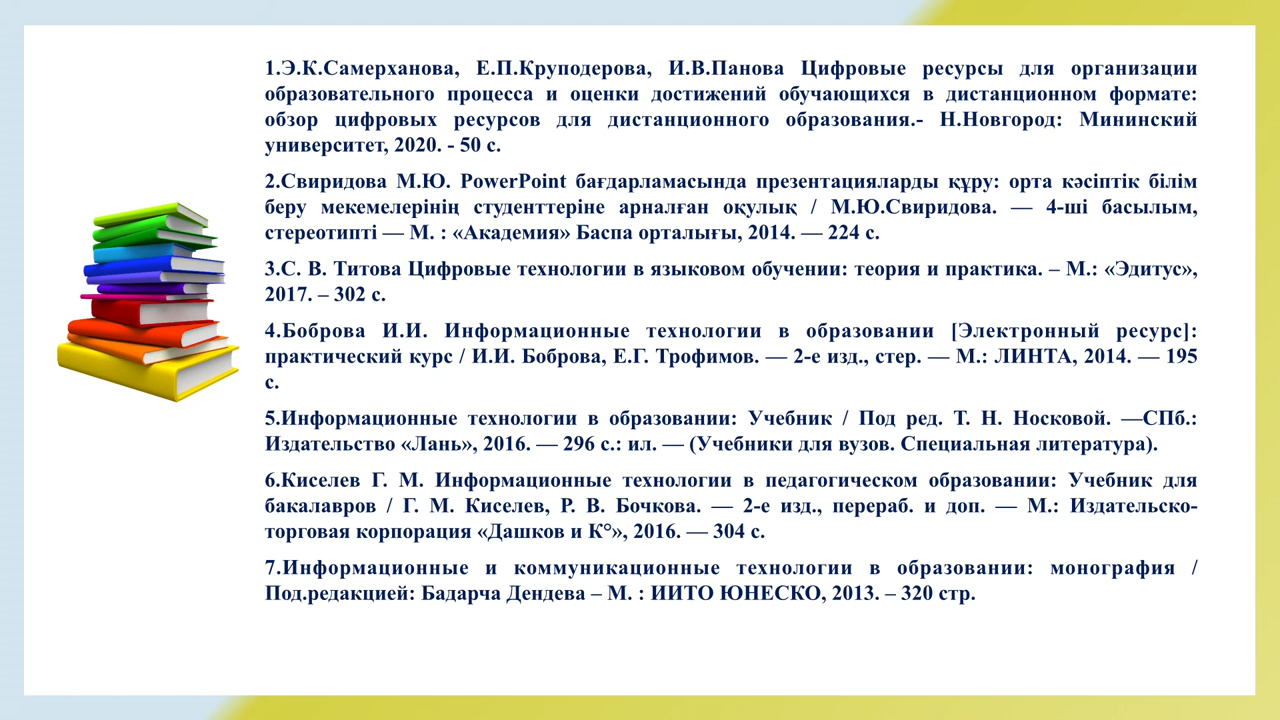 1.Э.К.Самерханова, Е.П.Круподерова, И.В.Панова Цифровые ресурсы для организации
образовательного процесса и оценки достижений обучающихся в дистанционном формате:
обзор цифровых ресурсов для дистанционного образования.- Н.Новгород: Мининский
университет, 2020. - 50 с.
2.Свиридова М.Ю. PowerPoint бағдарламасында презентацияларды құру: орта кәсіптік білім
беру мекемелерінің студенттеріне арналған оқулық / М.Ю.Свиридова. — 4-ші басылым,
стереотипті — М. : «Академия» Баспа орталығы, 2014. — 224 с.
3.С. В. Титова Цифровые технологии в языковом обучении: теория и практика. – М.: «Эдитус»,
2017. – 302 с.
4.Боброва И.И. Информационные технологии в образовании [Электронный ресурс]:
практический курс / И.И. Боброва, Е.Г. Трофимов. — 2-е изд., стер. — М.: ЛИНТА, 2014. — 195
с.
5.Информационные технологии в образовании: Учебник / Под ред. Т. Н. Носковой. —СПб.:
Издательство «Лань», 2016. — 296 с.: ил. — (Учебники для вузов. Специальная литература).
6.Киселев Г. М. Информационные технологии в педагогическом образовании: Учебник для
бакалавров / Г. М. Киселев, Р. В. Бочкова. — 2-е изд., перераб. и доп. — М.: Издательско-
торговая корпорация «Дашков и К°», 2016. — 304 с.
7.Информационные и коммуникационные технологии в образовании: монография /
Под.редакцией: Бадарча Дендева – М. : ИИТО ЮНЕСКО, 2013. – 320 стр.